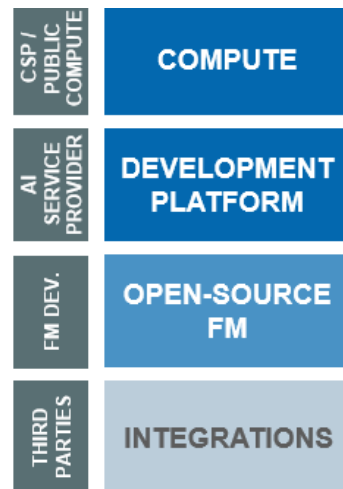 CSP /
PUBLIC
COMPUTE
COMPUTE
AI
SERVICE
PROVIDER
DEVELOPMENT
PLATFORM
FM DEV.
OPEN-SOURCE
FM
THIRD
PARTIES
INTEGRATIONS